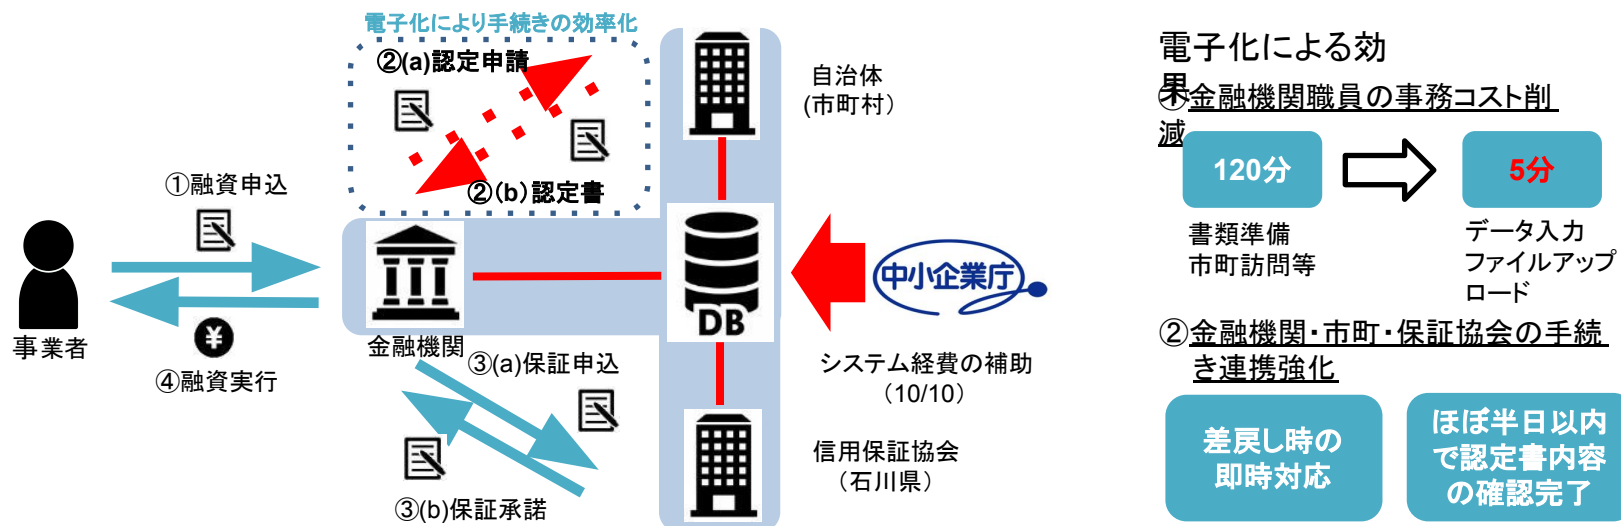 電子化により手続きの効率化
②(a)認定申請
②(b)認定書
自治体
(市町村)
①融資申込
事業者
④融資実行
金融機関
DB
中小企業庁
システム経費の補助
(10/10)
③(a)保証申込
③(b)保証承諾
信用保証協会
(石川県)
電子化による効
果
①金融機関職員の事務コスト削
減
120分
5分
書類準備
市町訪問等
データ入力
ファイルアップ
ロード
②金融機関・市町・保証協会の手続
き連携強化
差戻し時の
即時対応
ほぼ半日以内
で認定書内容
の確認完了